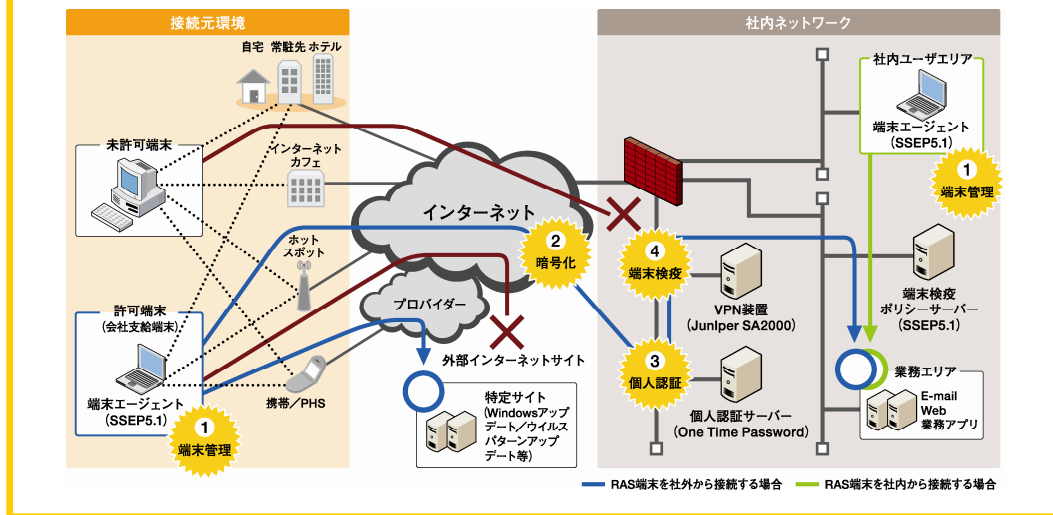 接続元環境
自宅 常駐先 ホテル
未許可端末
インターネット
カフェ
ホット
スポット
許可端末
(会社支給端末)
端末エージェント
(SSEP5.1)
1
端末管理
携帯／PHS
インターネット
プロバイダー
2
暗号化
外部インターネットサイト
特定サイト
(Windowsアップ
デート／ウイルス
パターンアップ
デート等)
社内ネットワーク
社内ユーザエリア
端末エージェント
(SSEP5.1)
1
端末管理
4
端末検疫
VPN装置
(Juniper SA2000)
端末検疫
ポリシーサーバー
(SSEP5.1)
3
個人認証
個人認証サーバー
(One Time Password)
業務エリア
E-mail
Web
業務アプリ
RAS端末を社外から接続する場合 RAS端末を社内から接続する場合